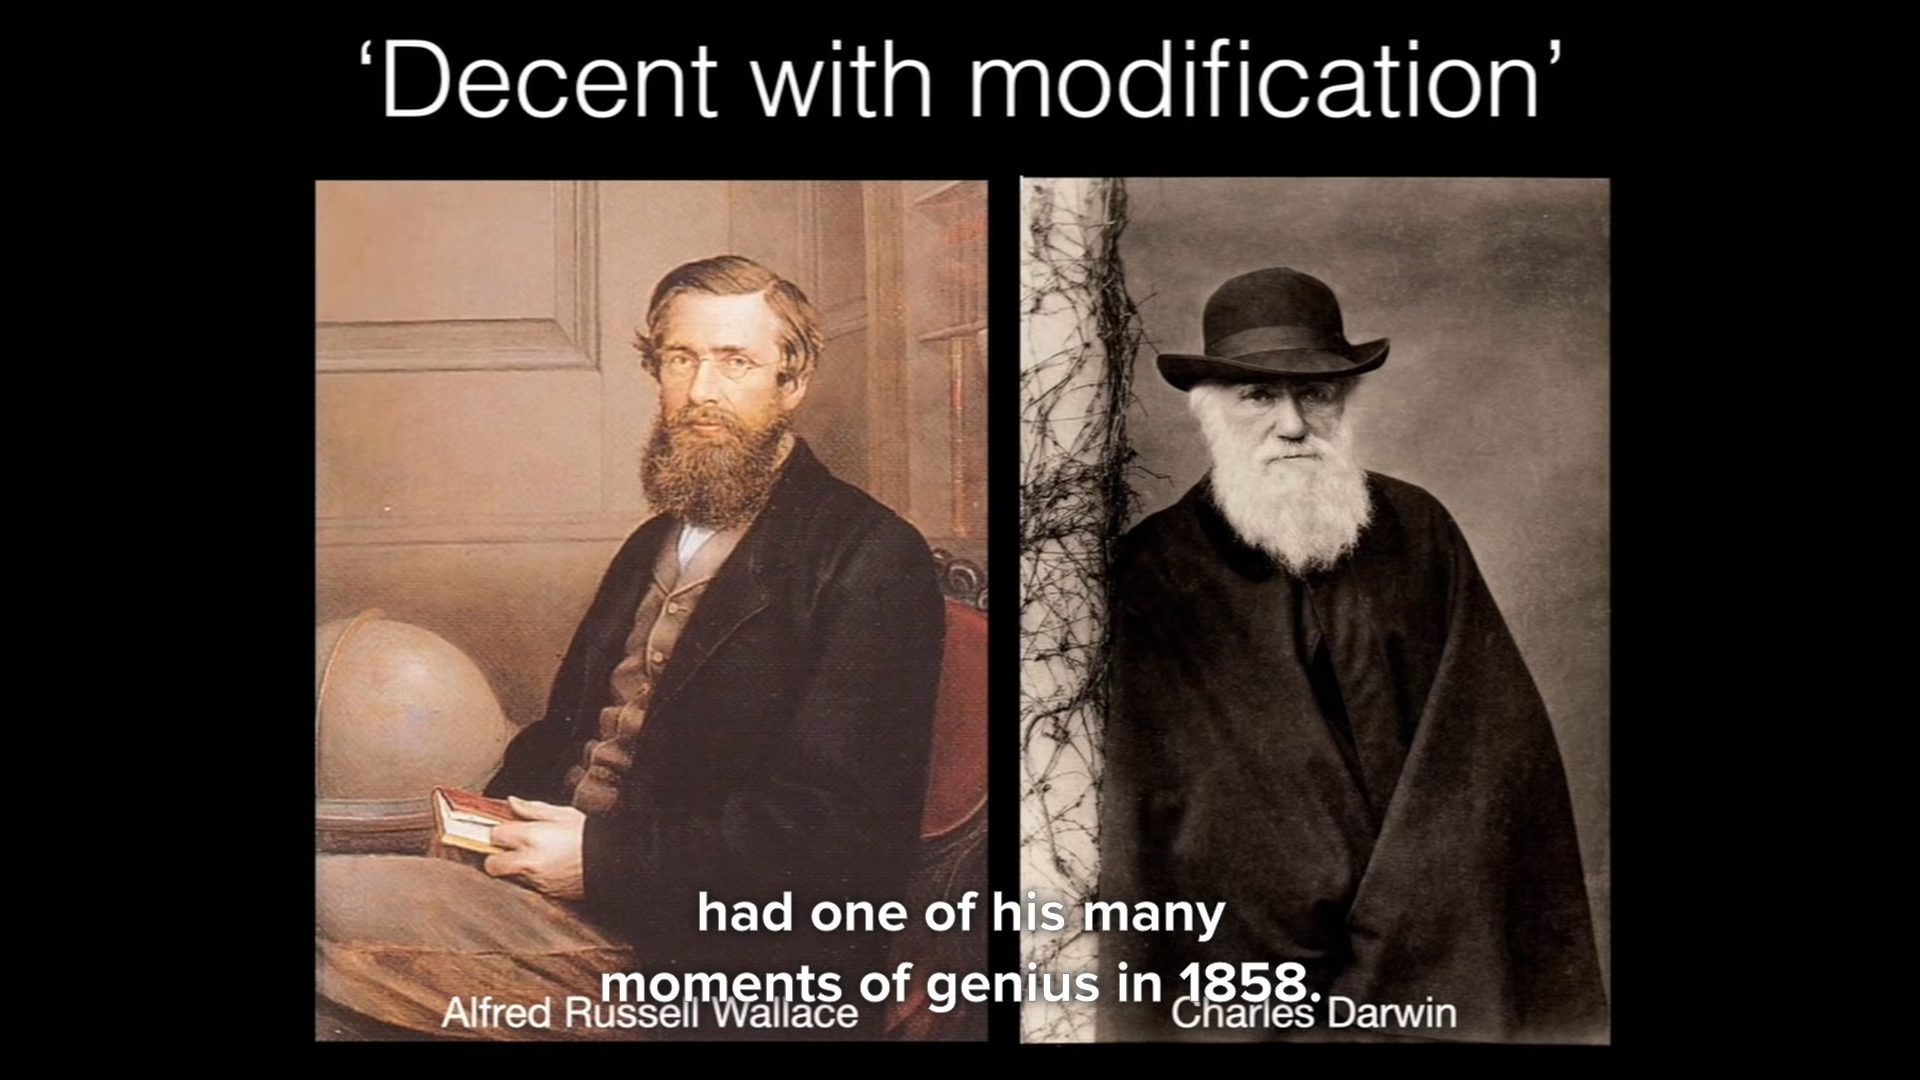 ‘Decent with modification’
had one of his many
moments of genius in 1858.
Alfred Russell Wallace
Charles Darwin